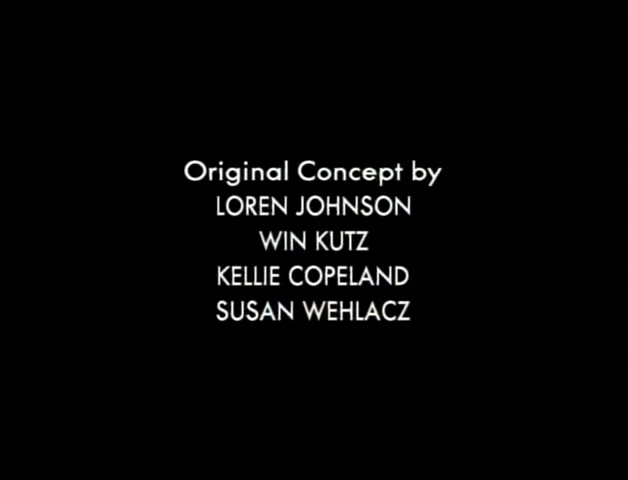 Original Concept by
LOREN JOHNSON
WIN KUTZ
KELLIE COPELAND
SUSAN WEHLACZ